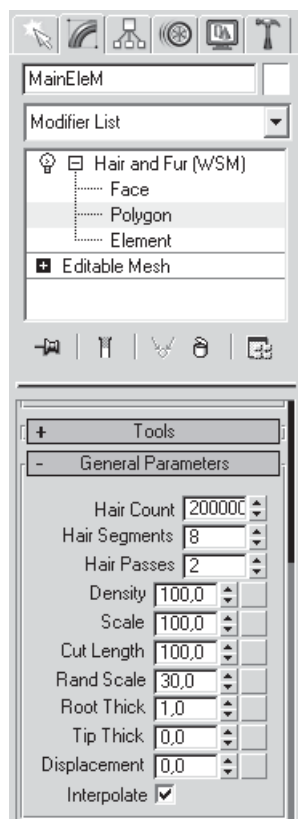 MainEleM
Modifier List
Hair and Fur (WSM)
Face
Polygon
Element
Editable Mesh
+ Tools
- General Parameters
Hair Count 200000
Hair Segments 8
Hair Passes 2
Density 100,0
Scale 100,0
Cut Length 100,0
Rand Scale 30,0
Root Thick 1,0
Tip Thick 0,0
Displacement 0,0
Interpolate